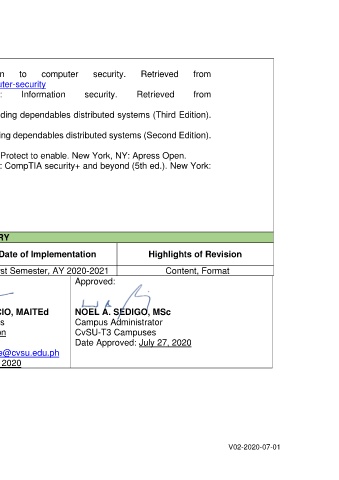 n to computer security. Retrieved from
uter-security
: Information security. Retrieved from
ding dependables distributed systems (Third Edition).
ing dependables distributed systems (Second Edition).
Protect to enable. New York, NY: Apress Open.
: CompTIA security+ and beyond (5th ed.). New York:
RY
Date of Implementation Highlights of Revision
rst Semester, AY 2020-2021 Content, Format
Approved:
CIO, MAITEd NOEL A. SEDIGO, MSc
s Campus Administrator
on CvSU-T3 Campuses
Date Approved: July 27, 2020
e@cvsu.edu.ph
2020
V02-2020-07-01